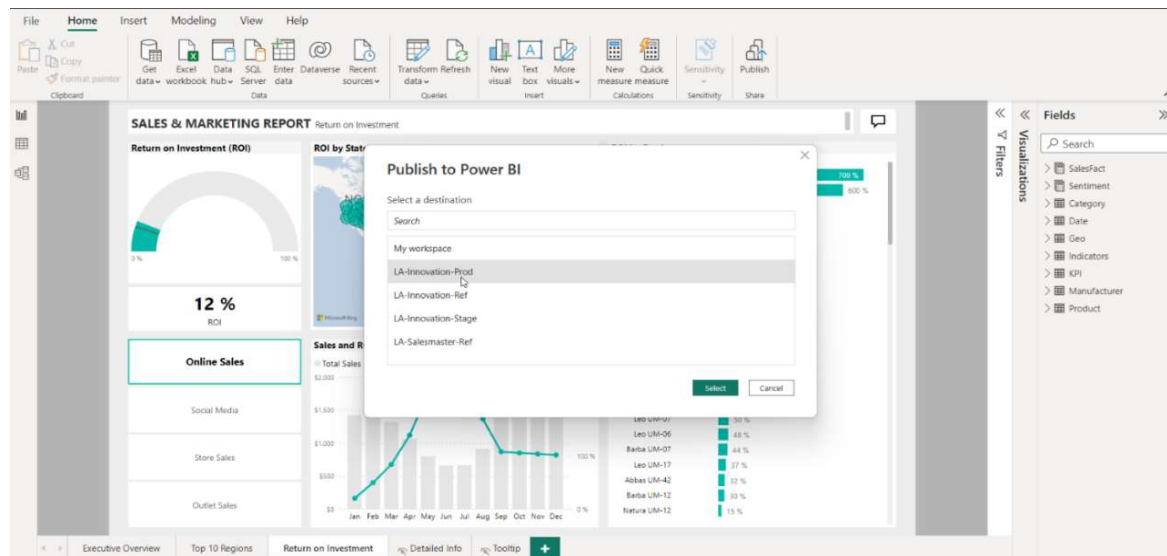 File Home Insert Modeling View Help
Paste
Cut
Copy
Format painter
Clipboard
Get data
Excel workbook
Data hub
SQL Server
Enter data
Dataverse
Recent sources
Data
Transform data
Refresh
Queries
New visual
Text box
More visuals
Insert
New measure
Quick measure
Calculations
Sensitivity
Sensitivity
Publish
Share
SALES & MARKETING REPORT Return on Investment
Return on Investment (ROI)
0 % 100 %
12 %
ROI
Online Sales
Social Media
Store Sales
Outlet Sales
ROI by State
Microsoft Bing
Sales and R
Total Sales
$2,000
$1,500
$1,000
$500
$0
100 %
0 %
Jan Feb Mar Apr May Jun Jul Aug Sep Oct Nov Dec
700 %
600 %
Leo UM-07 50 %
Leo UM-06 48 %
Barba UM-07 44 %
Leo UM-17 37 %
Abbas UM-42 32 %
Barba UM-12 30 %
Natura UM-12 15 %
Publish to Power BI
Select a destination
Search
My workspace
LA-Innovation-Prod
LA-Innovation-Ref
LA-Innovation-Stage
LA-Salesmaster-Ref
Select Cancel
Filters
Visualizations
Fields
Search
SalesFact
Sentiment
Category
Date
Geo
Indicators
KPI
Manufacturer
Product
Executive Overview Top 10 Regions Return on Investment Detailed Info Tooltip